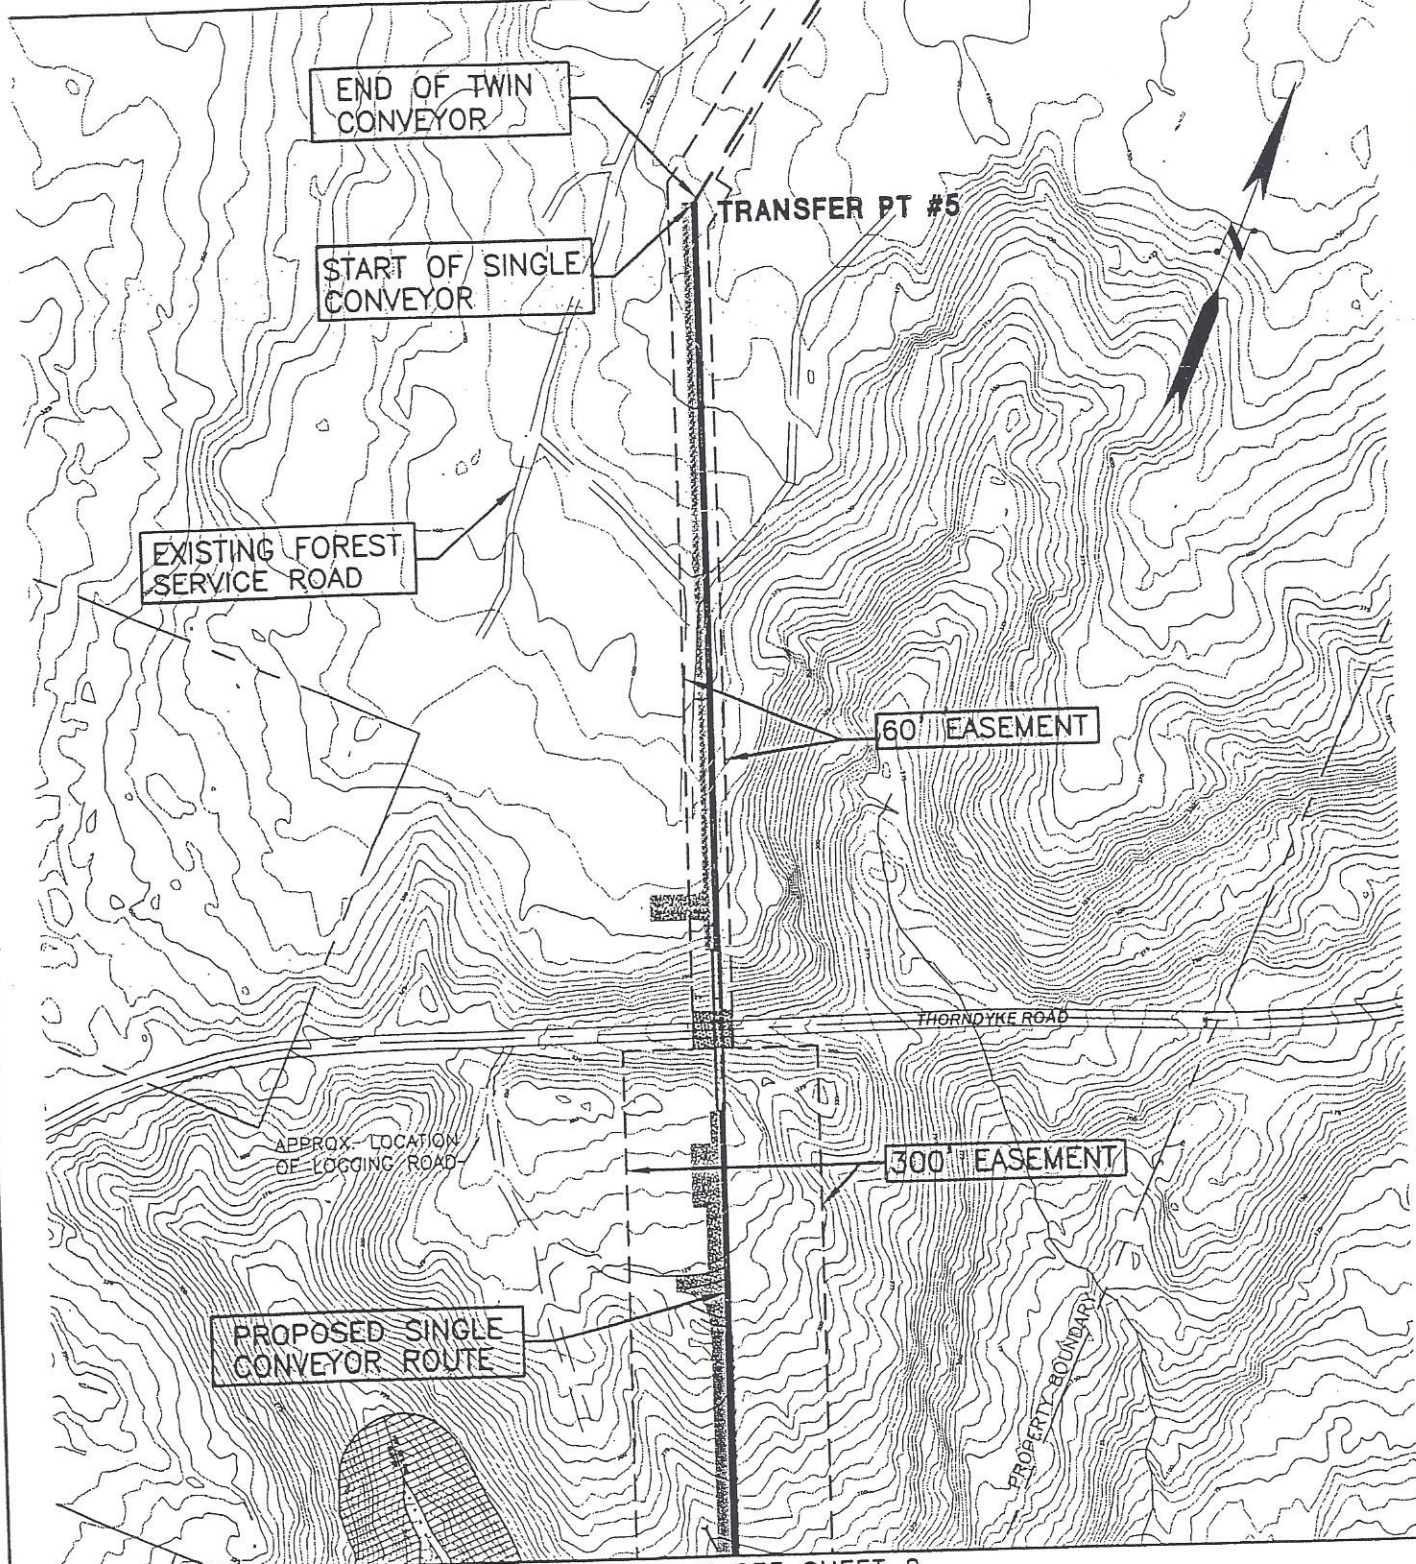 END OF TWIN
CONVEYOR
TRANSFER PT #5
N
START OF SINGLE
CONVEYOR
EXISTING FOREST
SERVICE ROAD
60' EASEMENT
THORNDYKE ROAD
APPROX. LOCATION
OF LOGGING ROAD
300' EASEMENT
PROPOSED SINGLE
CONVEYOR ROUTE
PROPERTY BOUNDARY
SHEET